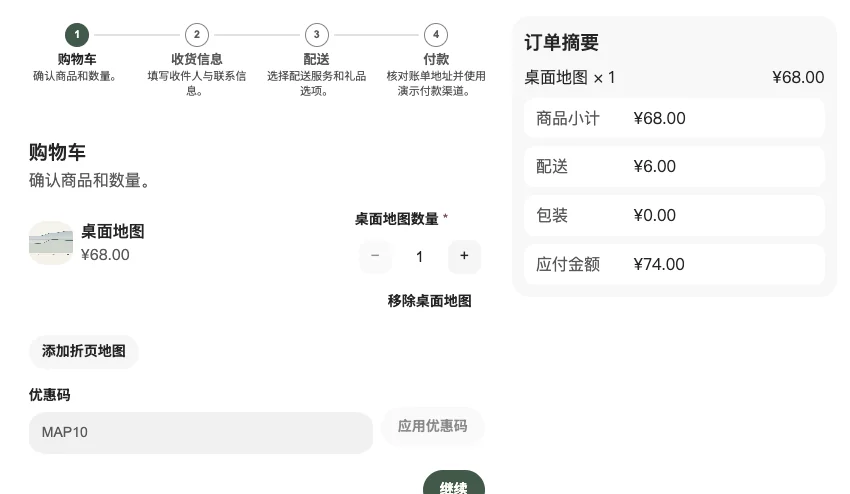 1
购物车
确认商品和数量。
2
收货信息
填写收件人与联系信
息。
3
配送
选择配送服务和礼品
选项。
4
付款
核对账单地址并使用
演示付款渠道。
购物车
确认商品和数量。
桌面地图
¥68.00
桌面地图数量 *
− 1 +
移除桌面地图
添加折页地图
优惠码
MAP10
应用优惠码
继续
订单摘要
桌面地图 × 1 ¥68.00
商品小计 ¥68.00
配送 ¥6.00
包装 ¥0.00
应付金额 ¥74.00